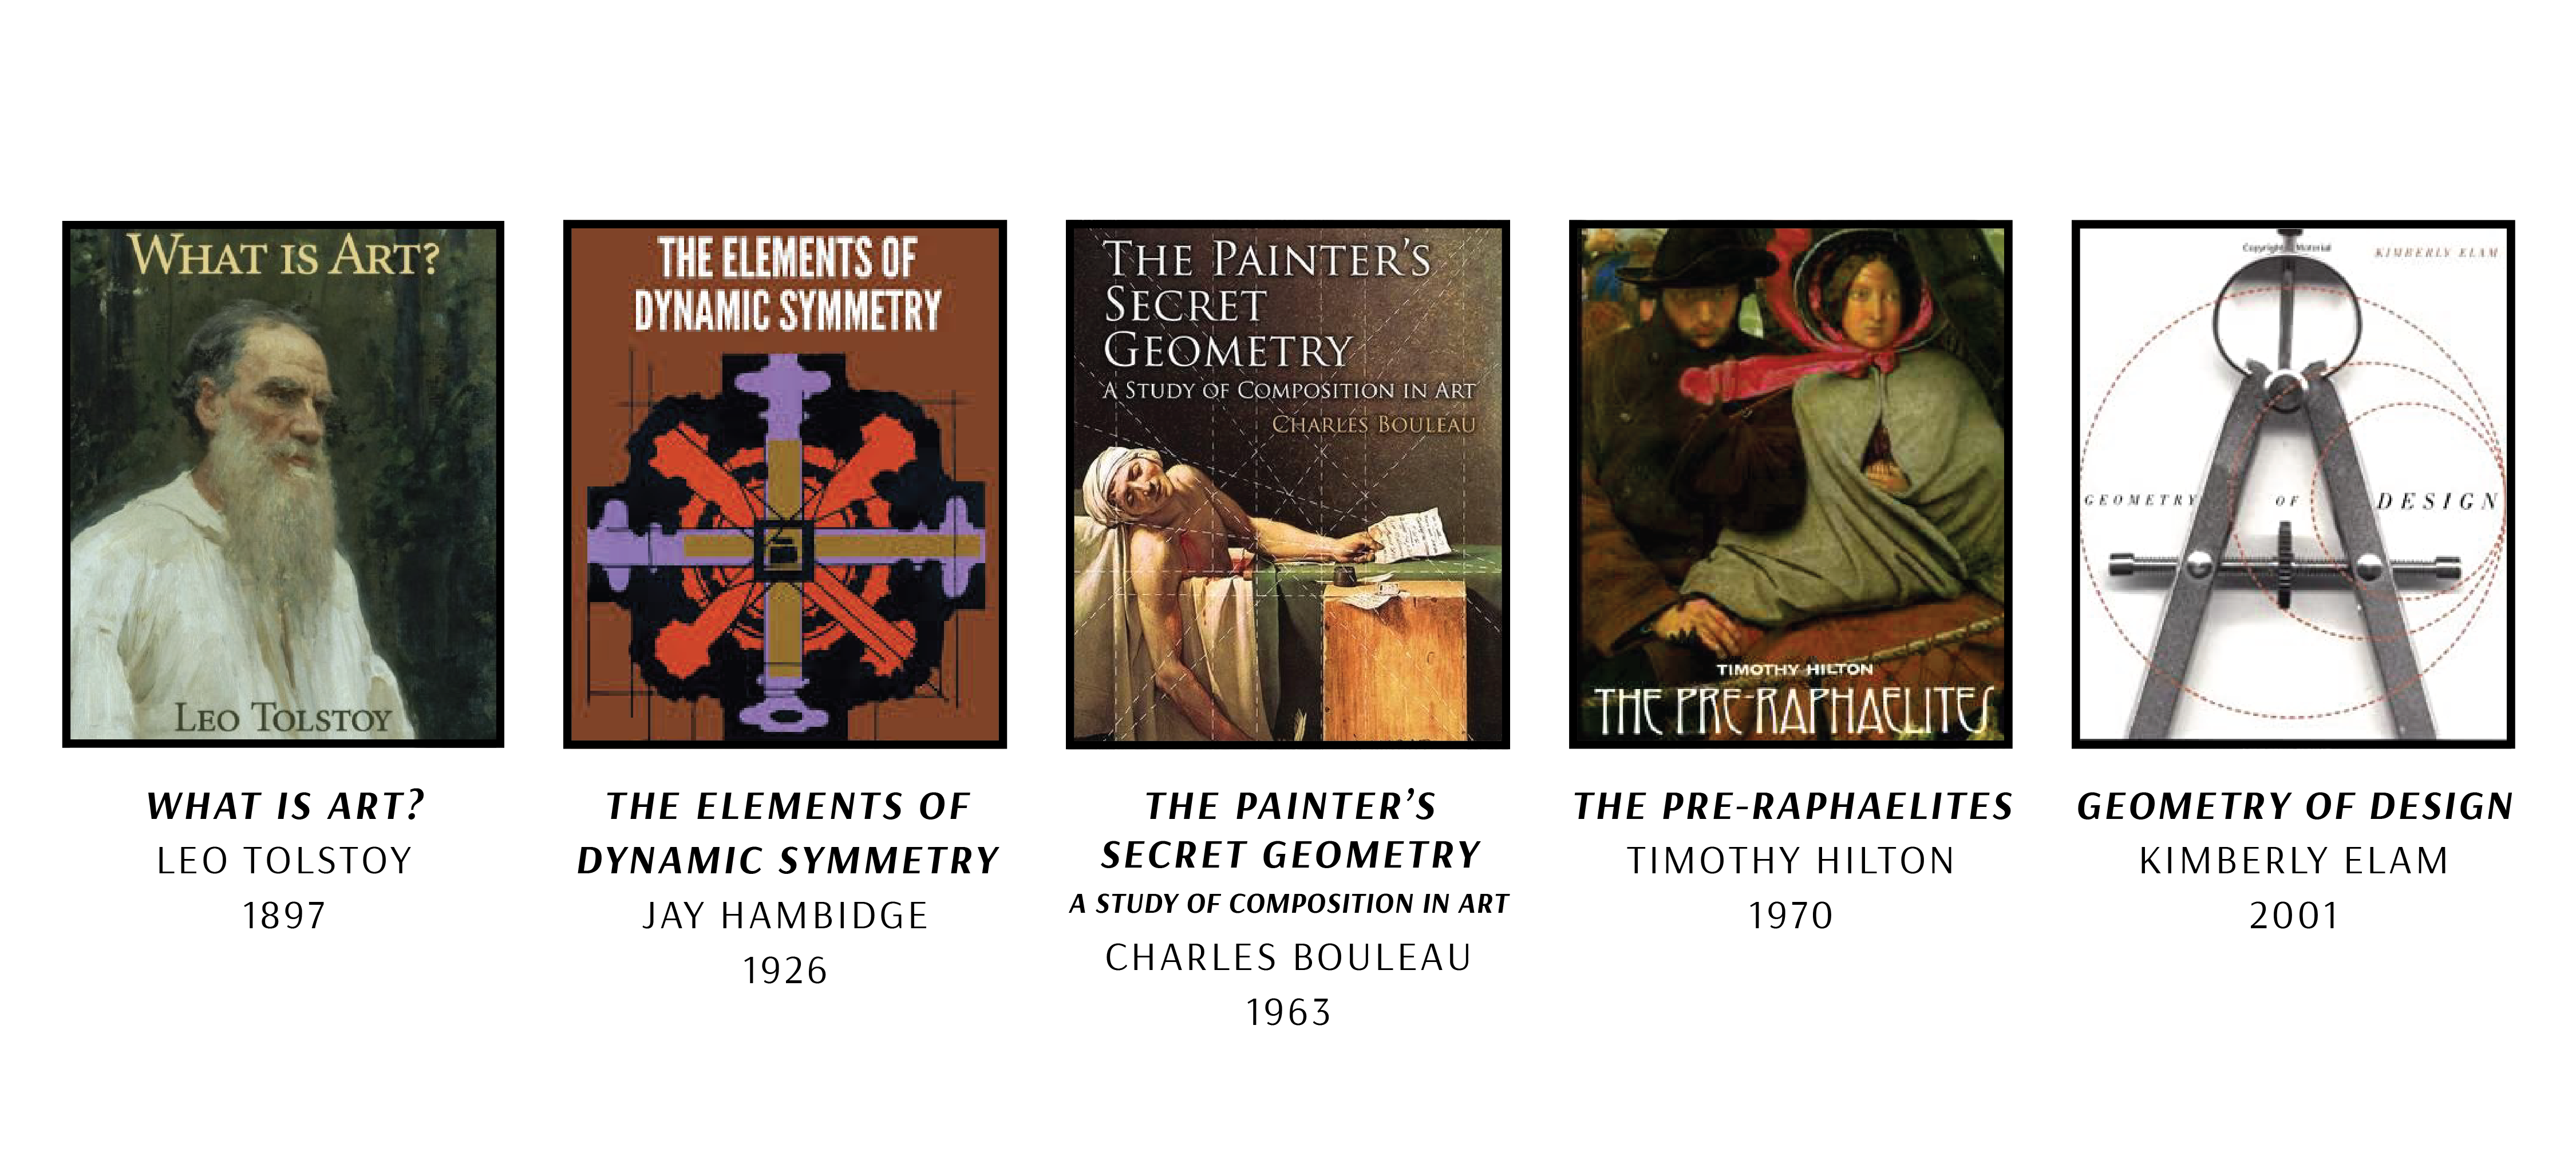 WHAT IS ART?
LEO TOLSTOY
WHAT IS ART?
LEO TOLSTOY
1897
THE ELEMENTS OF
DYNAMIC SYMMETRY
THE ELEMENTS OF
DYNAMIC SYMMETRY
JAY HAMBIDGE
1926
THE PAINTER'S
SECRET
GEOMETRY
A STUDY OF COMPOSITION IN ART
CHARLES BOULEAU
THE PAINTER’S
SECRET GEOMETRY
A STUDY OF COMPOSITION IN ART
CHARLES BOULEAU
1963
TIMOTHY HILTON
THE PRE-RAPHAELITES
THE PRE-RAPHAELITES
TIMOTHY HILTON
1970
Copyrighted Material
KIMBERLY ELAM
GEOMETRY OF DESIGN
GEOMETRY OF DESIGN
KIMBERLY ELAM
2001